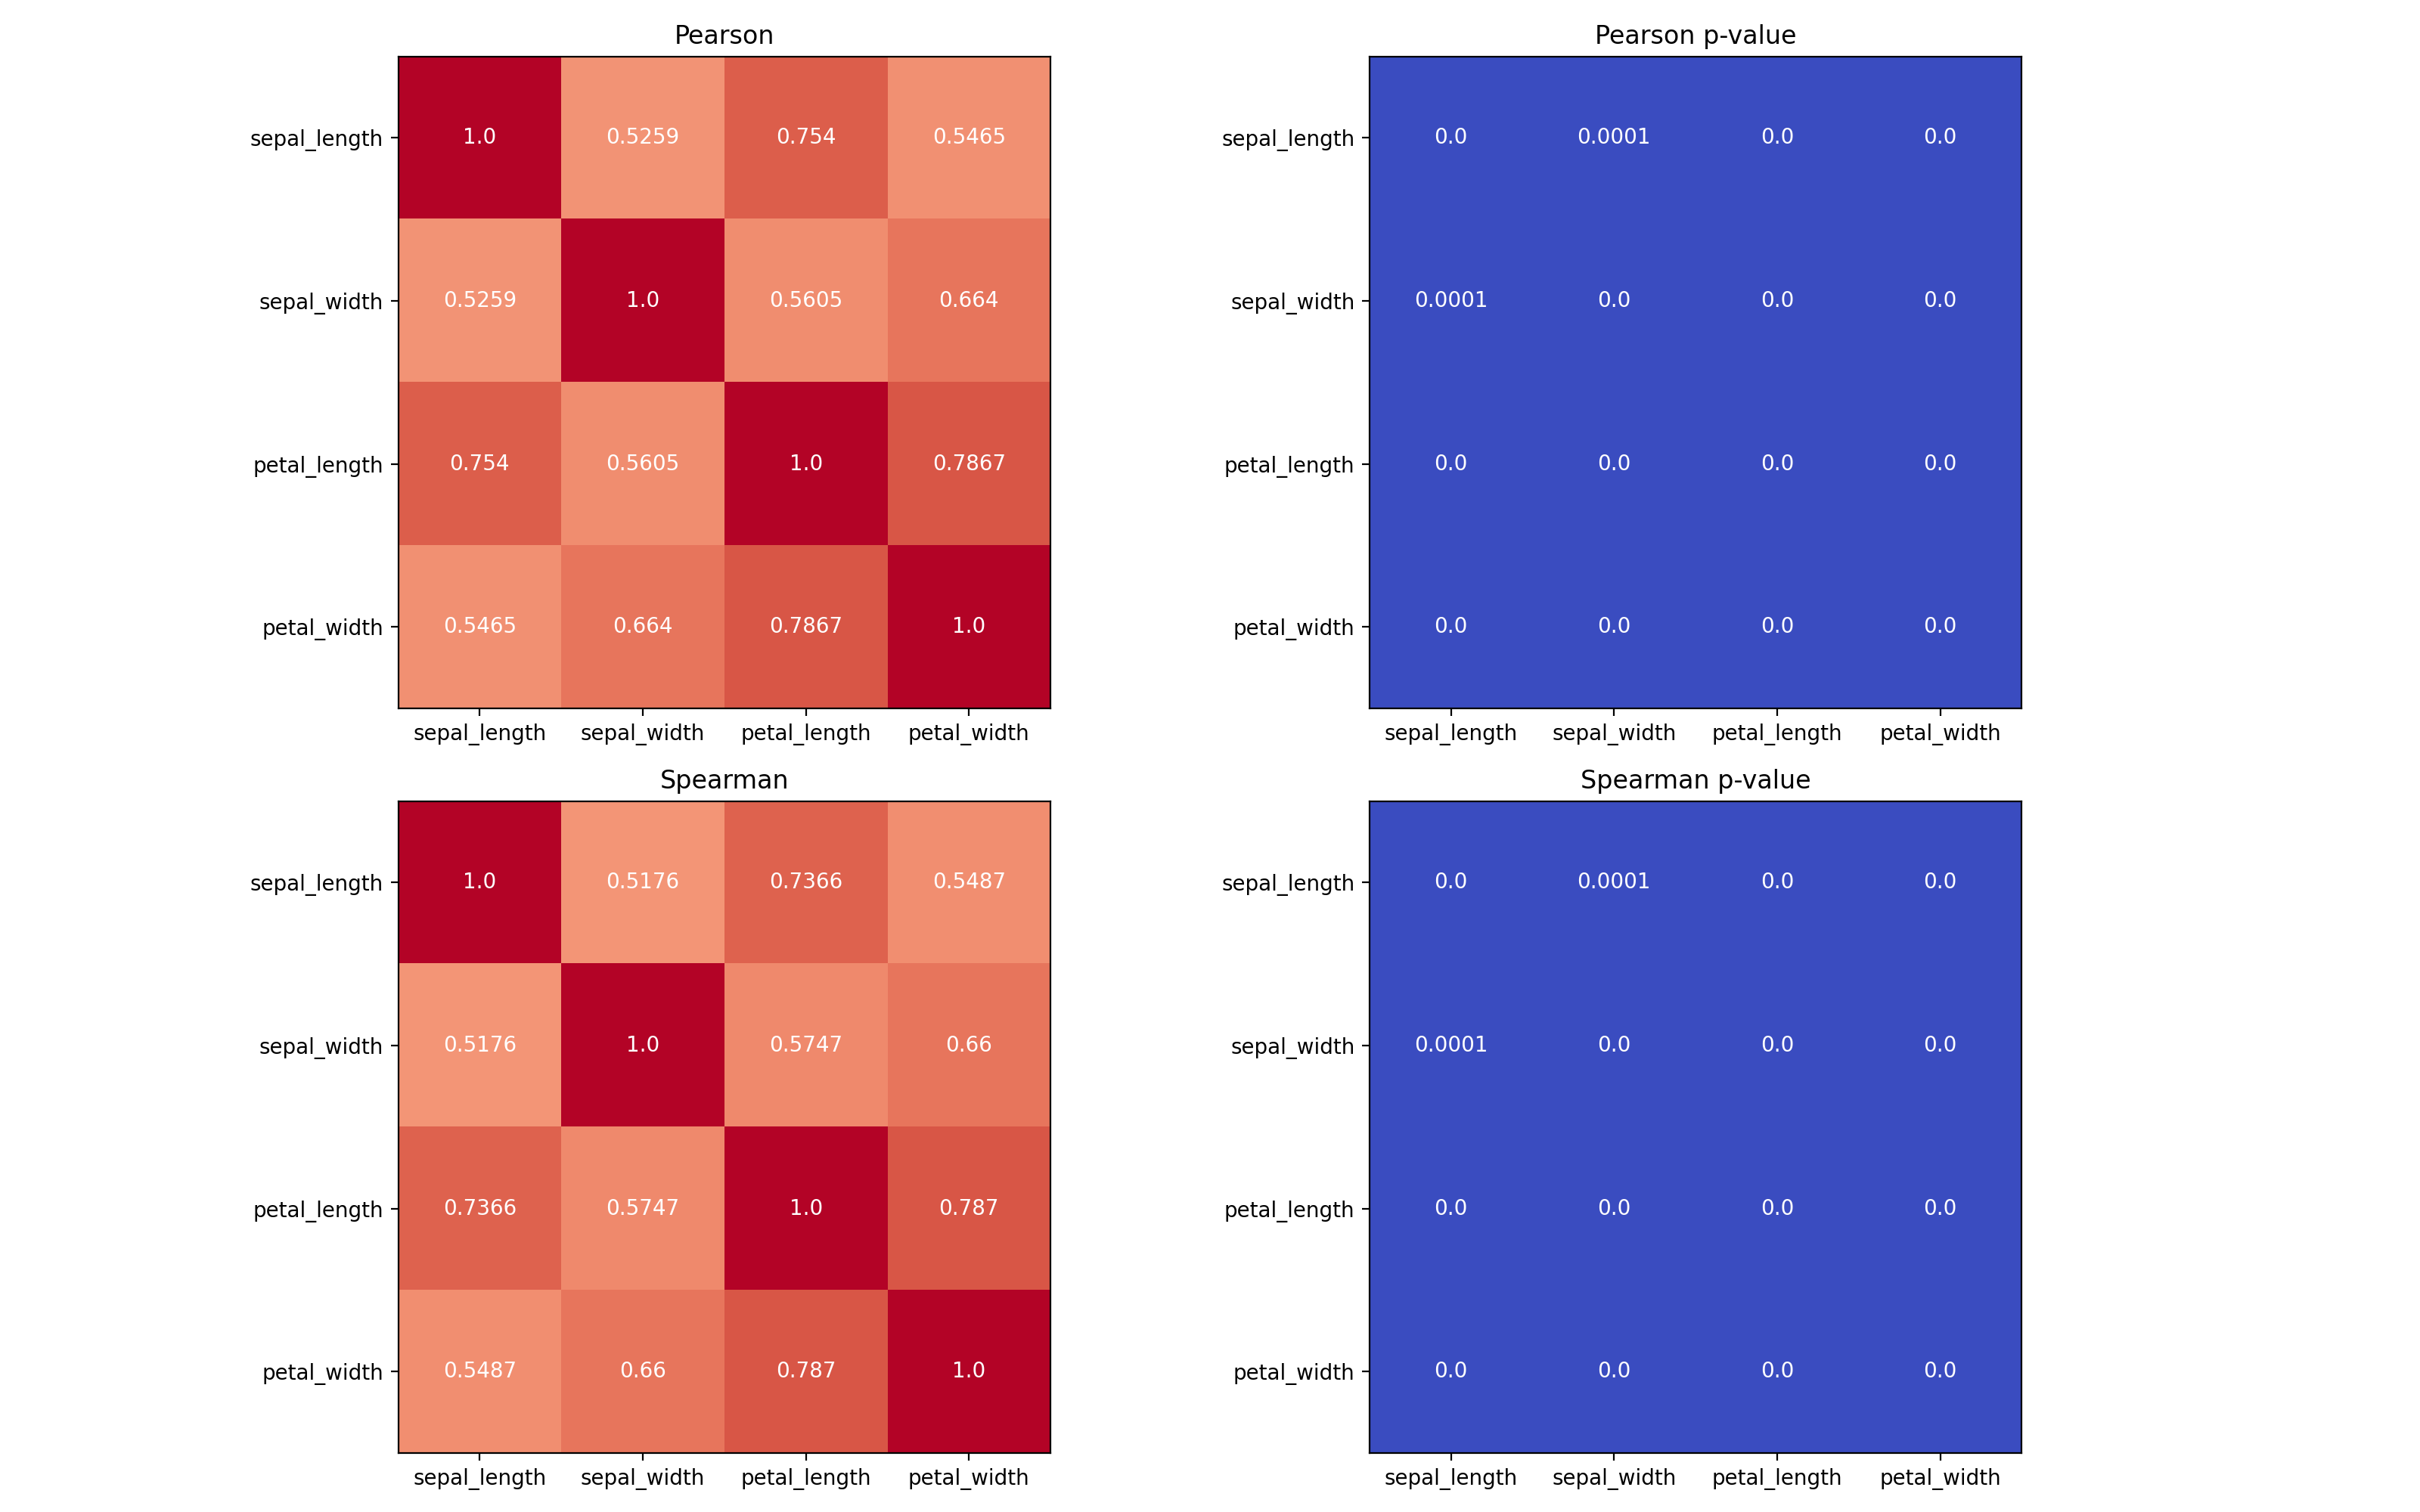 Pearson
sepal_length 1.0 0.5259 0.754 0.5465
sepal_width 0.5259 1.0 0.5605 0.664
petal_length 0.754 0.5605 1.0 0.7867
petal_width 0.5465 0.664 0.7867 1.0
sepal_length sepal_width petal_length petal_width
Pearson p-value
sepal_length 0.0 0.0001 0.0 0.0
sepal_width 0.0001 0.0 0.0 0.0
petal_length 0.0 0.0 0.0 0.0
petal_width 0.0 0.0 0.0 0.0
sepal_length sepal_width petal_length petal_width
Spearman
sepal_length 1.0 0.5176 0.7366 0.5487
sepal_width 0.5176 1.0 0.5747 0.66
petal_length 0.7366 0.5747 1.0 0.787
petal_width 0.5487 0.66 0.787 1.0
sepal_length sepal_width petal_length petal_width
Spearman p-value
sepal_length 0.0 0.0001 0.0 0.0
sepal_width 0.0001 0.0 0.0 0.0
petal_length 0.0 0.0 0.0 0.0
petal_width 0.0 0.0 0.0 0.0
sepal_length sepal_width petal_length petal_width